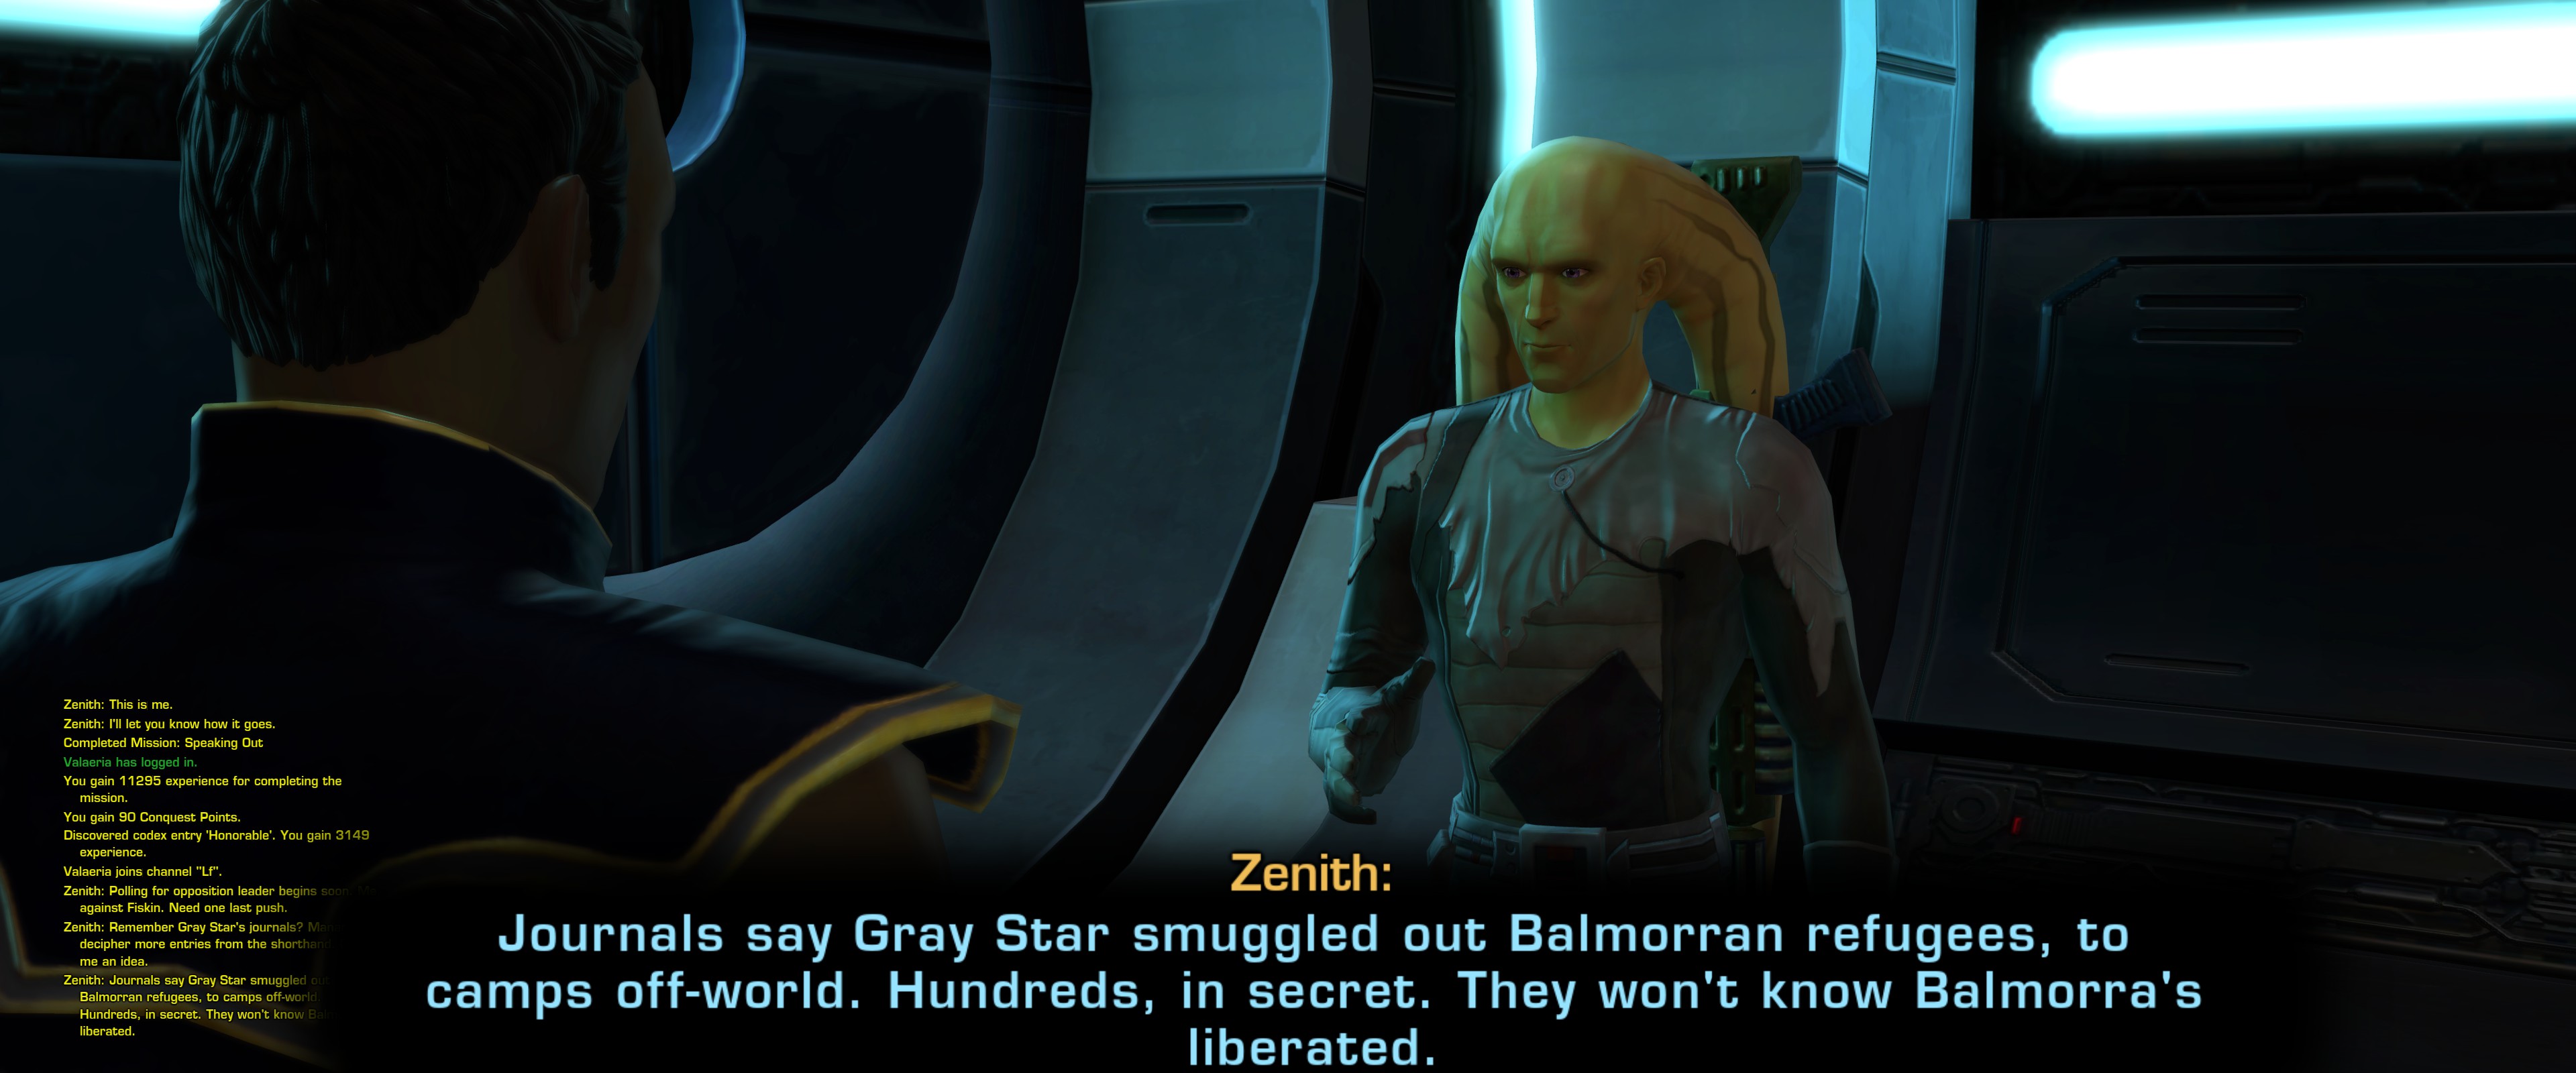 Zenith: This is me.
Zenith: I'll let you know how it goes.
Completed Mission: Speaking Out
Valaeria has logged in.
You gain 11295 experience for completing the
mission.
You gain 90 Conquest Points.
Discovered codex entry 'Honorable'. You gain 3149
experience.
Valaeria joins channel "Lf".
Zenith: Polling for opposition leader begins soon.
against Fiskin. Need one last push.
Zenith: Remember Gray Star's journals?
decipher more entries from the shorthand
me an idea.
Zenith: Journals say Gray Star smuggled out
Balmorran refugees, to camps off-world.
Hundreds, in secret. They won't know
liberated.
Zenith:
Journals say Gray Star smuggled out Balmorran refugees, to
camps off-world. Hundreds, in secret. They won't know Balmorra's
liberated.